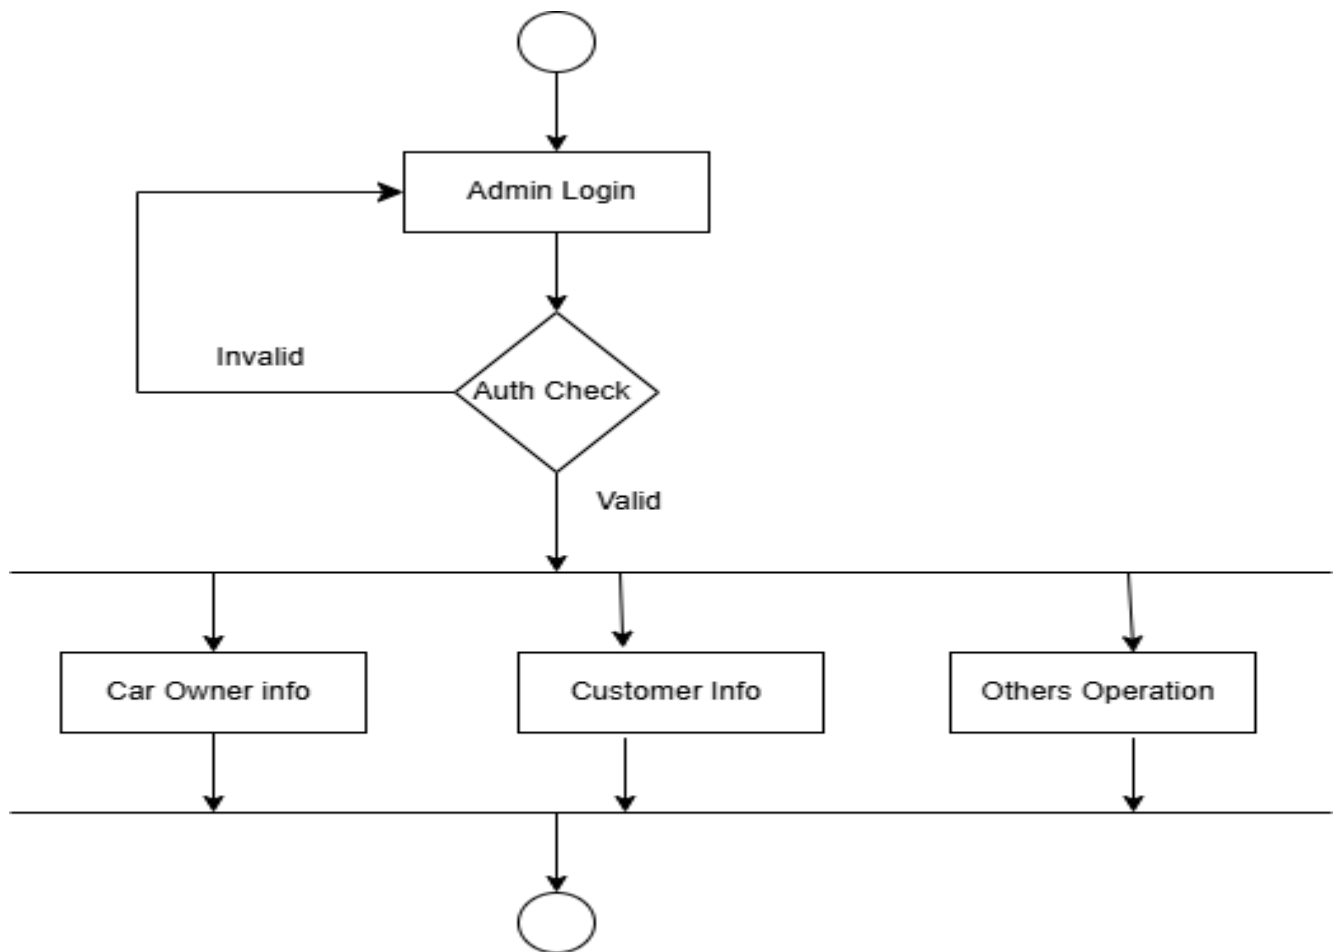 Admin Login
Invalid
Auth Check
Valid
Car Owner info
Customer Info
Others Operation